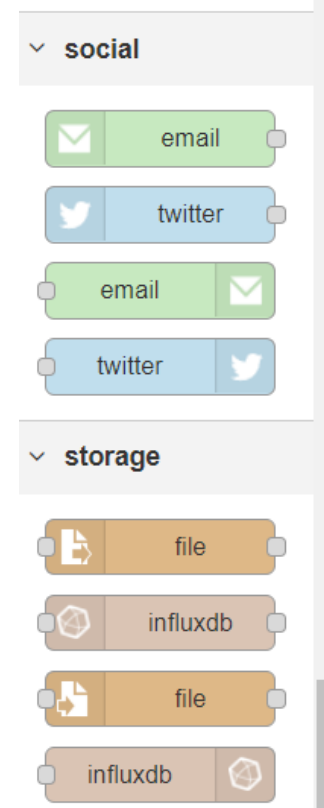 social
email
twitter
email
twitter
storage
file
influxdb
file
influxdb